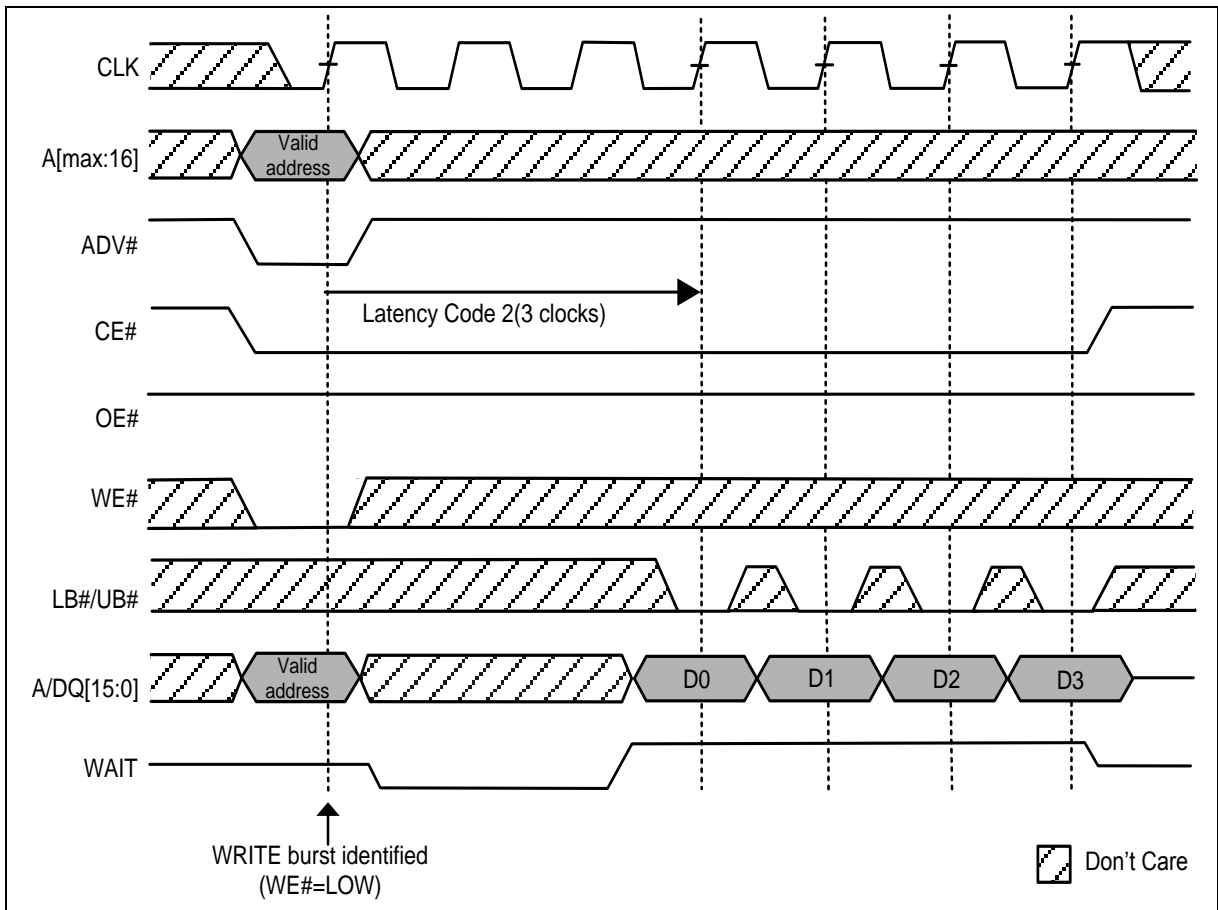 CLK
A[max:16]
Valid
address
ADV#
Latency Code 2(3 clocks)
CE#
OE#
WE#
LB#/UB#
A/DQ[15:0]
Valid
address
D0
D1
D2
D3
WAIT
WRITE burst identified
(WE#=LOW)
Don't Care